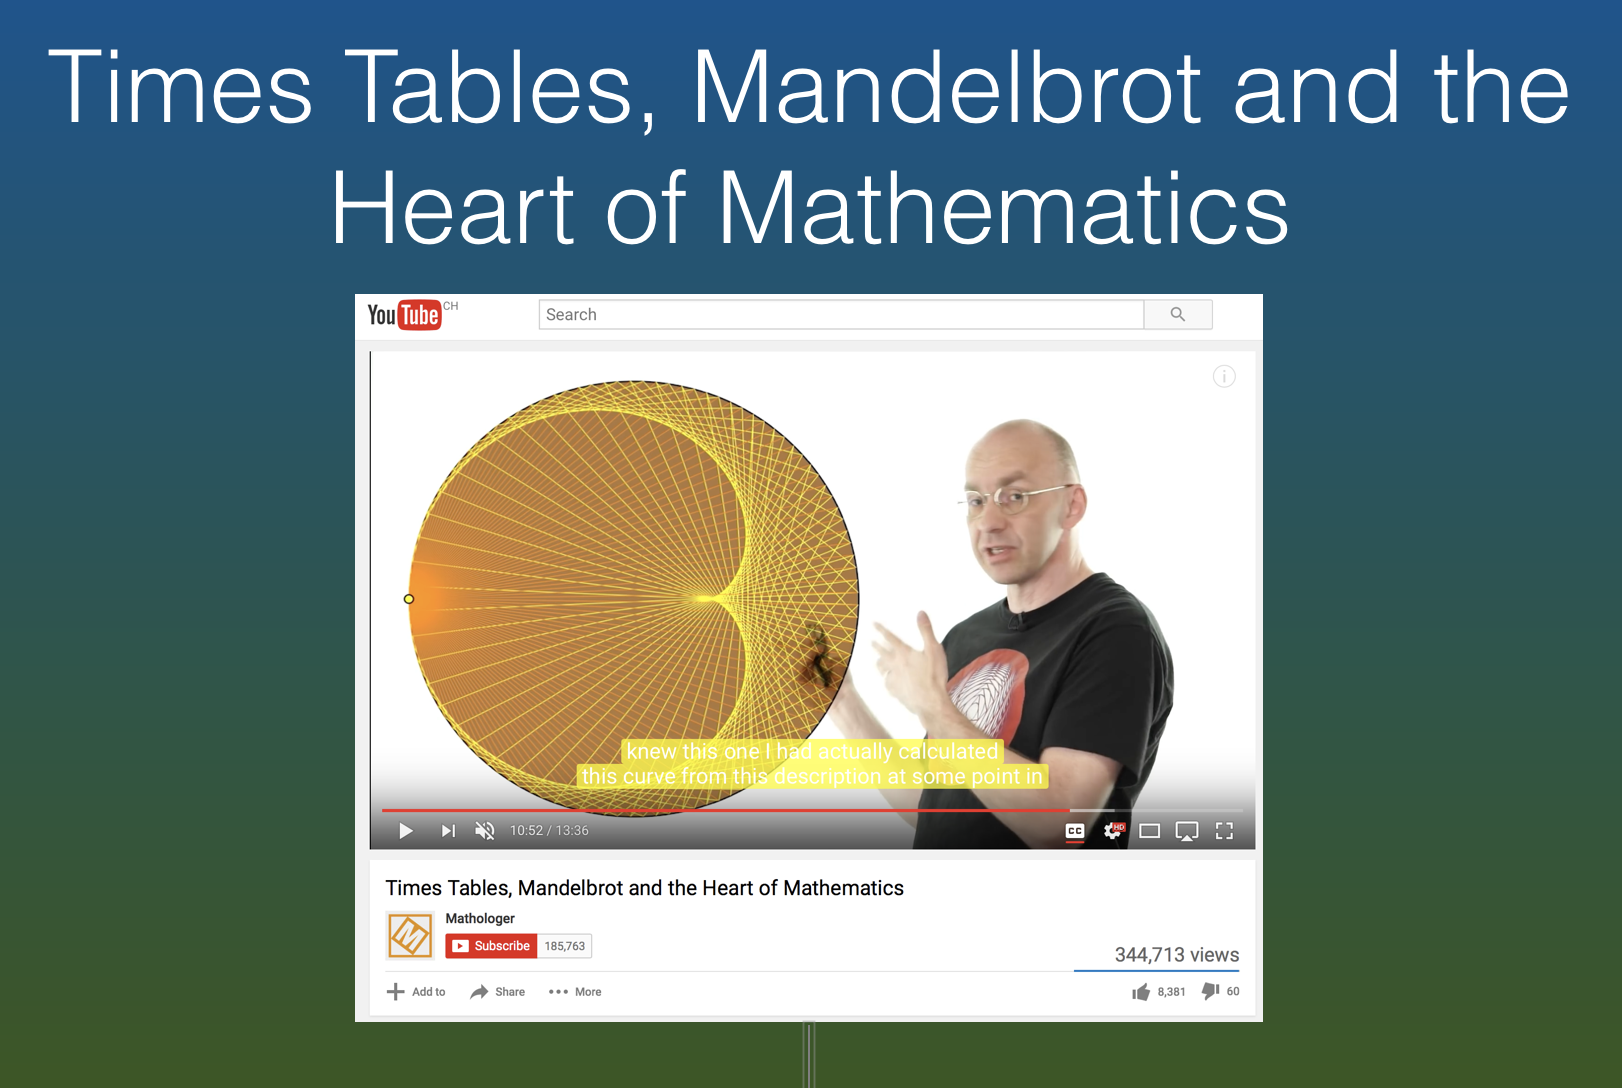 Times Tables, Mandelbrot and the
Heart of Mathematics
YouTube CH
Search
knew this one I had actually calculated
this curve from this description at some point in
10:52 / 13:36
CC
HD
Times Tables, Mandelbrot and the Heart of Mathematics
Mathologer
Subscribe 185,763
344,713 views
Add to Share More
8,381 60